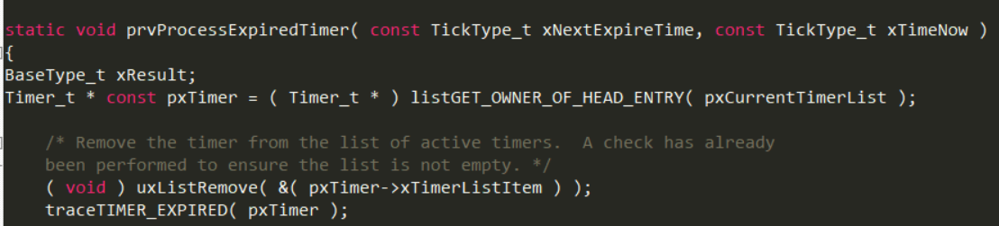 static void prvProcessExpiredTimer( const TickType_t xNextExpireTime, const TickType_t xTimeNow )
{
BaseType_t xResult;
Timer_t * const pxTimer = ( Timer_t * ) listGET_OWNER_OF_HEAD_ENTRY( pxCurrentTimerList );

    /* Remove the timer from the list of active timers.  A check has already
    been performed to ensure the list is not empty. */
    ( void ) uxListRemove( &( pxTimer->xTimerListItem ) );
    traceTIMER_EXPIRED( pxTimer );